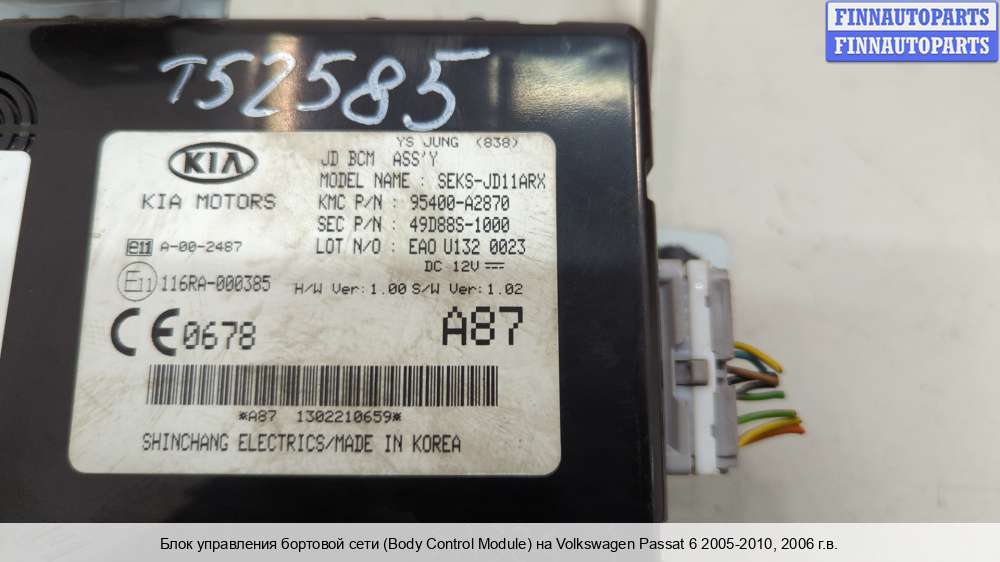 FINNAUTOPARTS
FINNAUTOPARTS
T52585
YS JUNG (838)
KIA
KIA MOTORS
JD BCM ASS'Y
MODEL NAME : SEKS-JD11ARX
KMC P/N : 95400-A2870
SEC P/N : 49D88S-1000
LOT N/O : EAO U132 0023
DC 12V
e11 A-00-2487
E11 116RA-000385
H/W Ver:1.00 S/W Ver:1.02
CE0678
A87
*A87 1302210659*
SHINCHANG ELECTRICS/MADE IN KOREA
Блок управления бортовой сети (Body Control Module) на Volkswagen Passat 6 2005-2010, 2006 г.в.